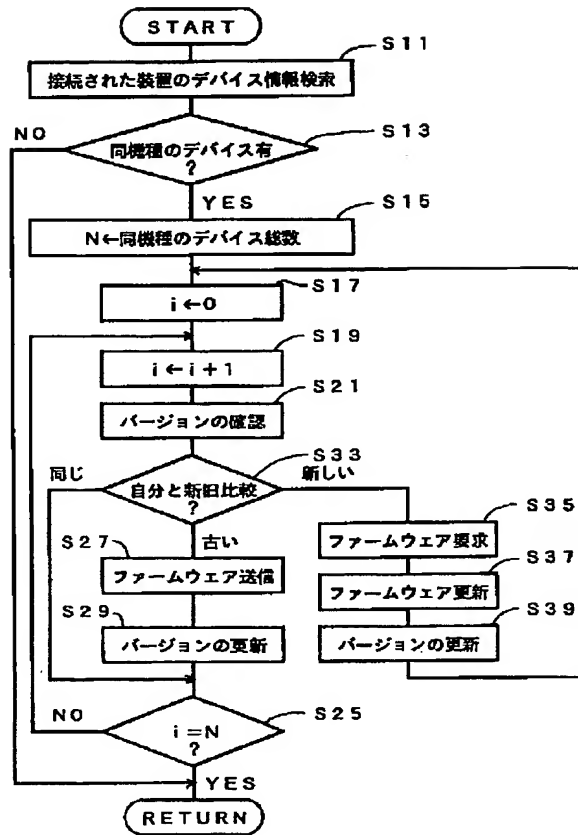 START
S11
接続された装置のデバイス情報検索
S13
NO
同機種のデバイス有
?
YES
S15
N←同機種のデバイス総数
S17
i←0
S19
i←i+1
S21
バージョンの確認
S33
同じ
新しい
自分と新旧比較
?
S35
S27
古い
ファームウェア要求
ファームウェア送信
S37
ファームウェア更新
S29
S39
バージョンの更新
バージョンの更新
NO
S25
i=N
?
YES
RETURN